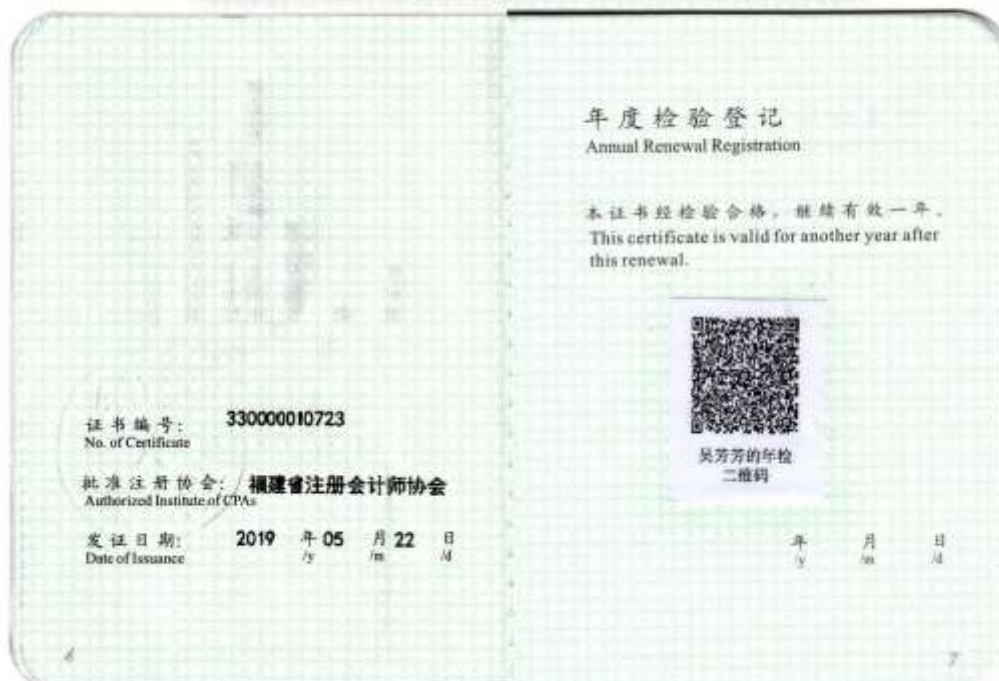 证书编号: 330000010723
No. of Certificate
批准注册协会: 福建省注册会计师协会
Authorized Institute of CPAs
发证日期: 2019 年 05 月 22 日
Date of Issuance /y /m /d
6
年度检验登记
Annual Renewal Registration
本证书经检验合格，继续有效一年。
This certificate is valid for another year after
this renewal.
吴芳芳的年检
二维码
年 月 日
/y /m /d
7